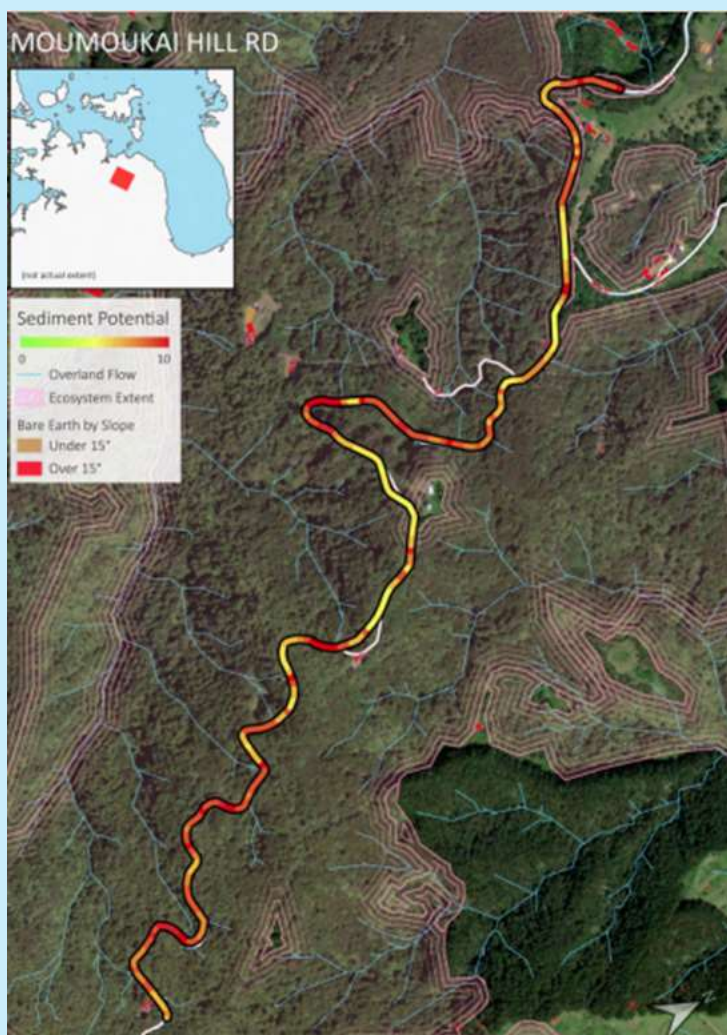 MOUMOUKAI HILL RD
(not actual extent)
Sediment Potential
0 10
Overland Flow
Ecosystem Extent
Bare Earth by Slope
Under 15°
Over 15°